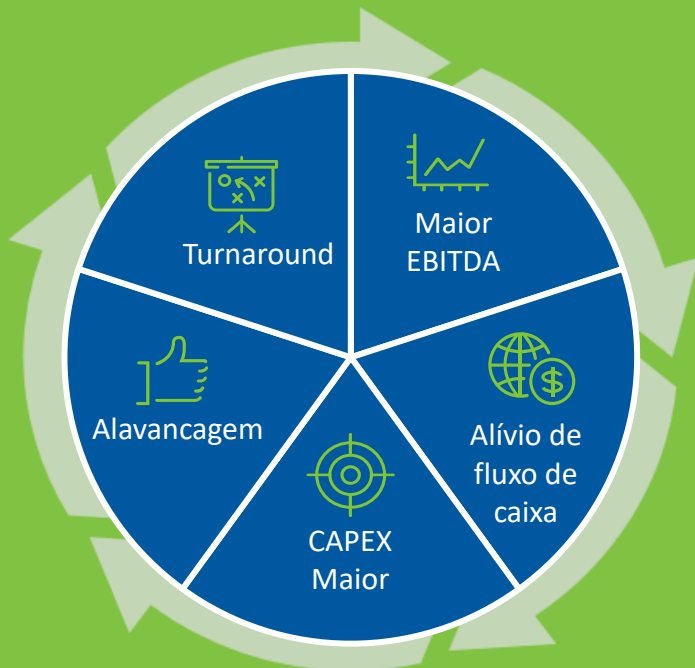 Turnaround
Maior
EBITDA
Alívio de
fluxo de
caixa
CAPEX
Maior
Alavancagem